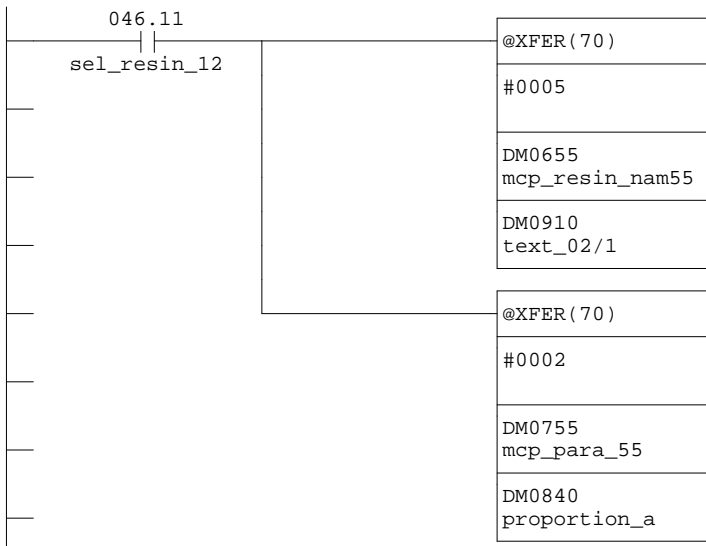 046.11
sel_resin_12
@XFER(70)
#0005
DM0655
mcp_resin_nam55
DM0910
text_02/1
@XFER(70)
#0002
DM0755
mcp_para_55
DM0840
proportion_a